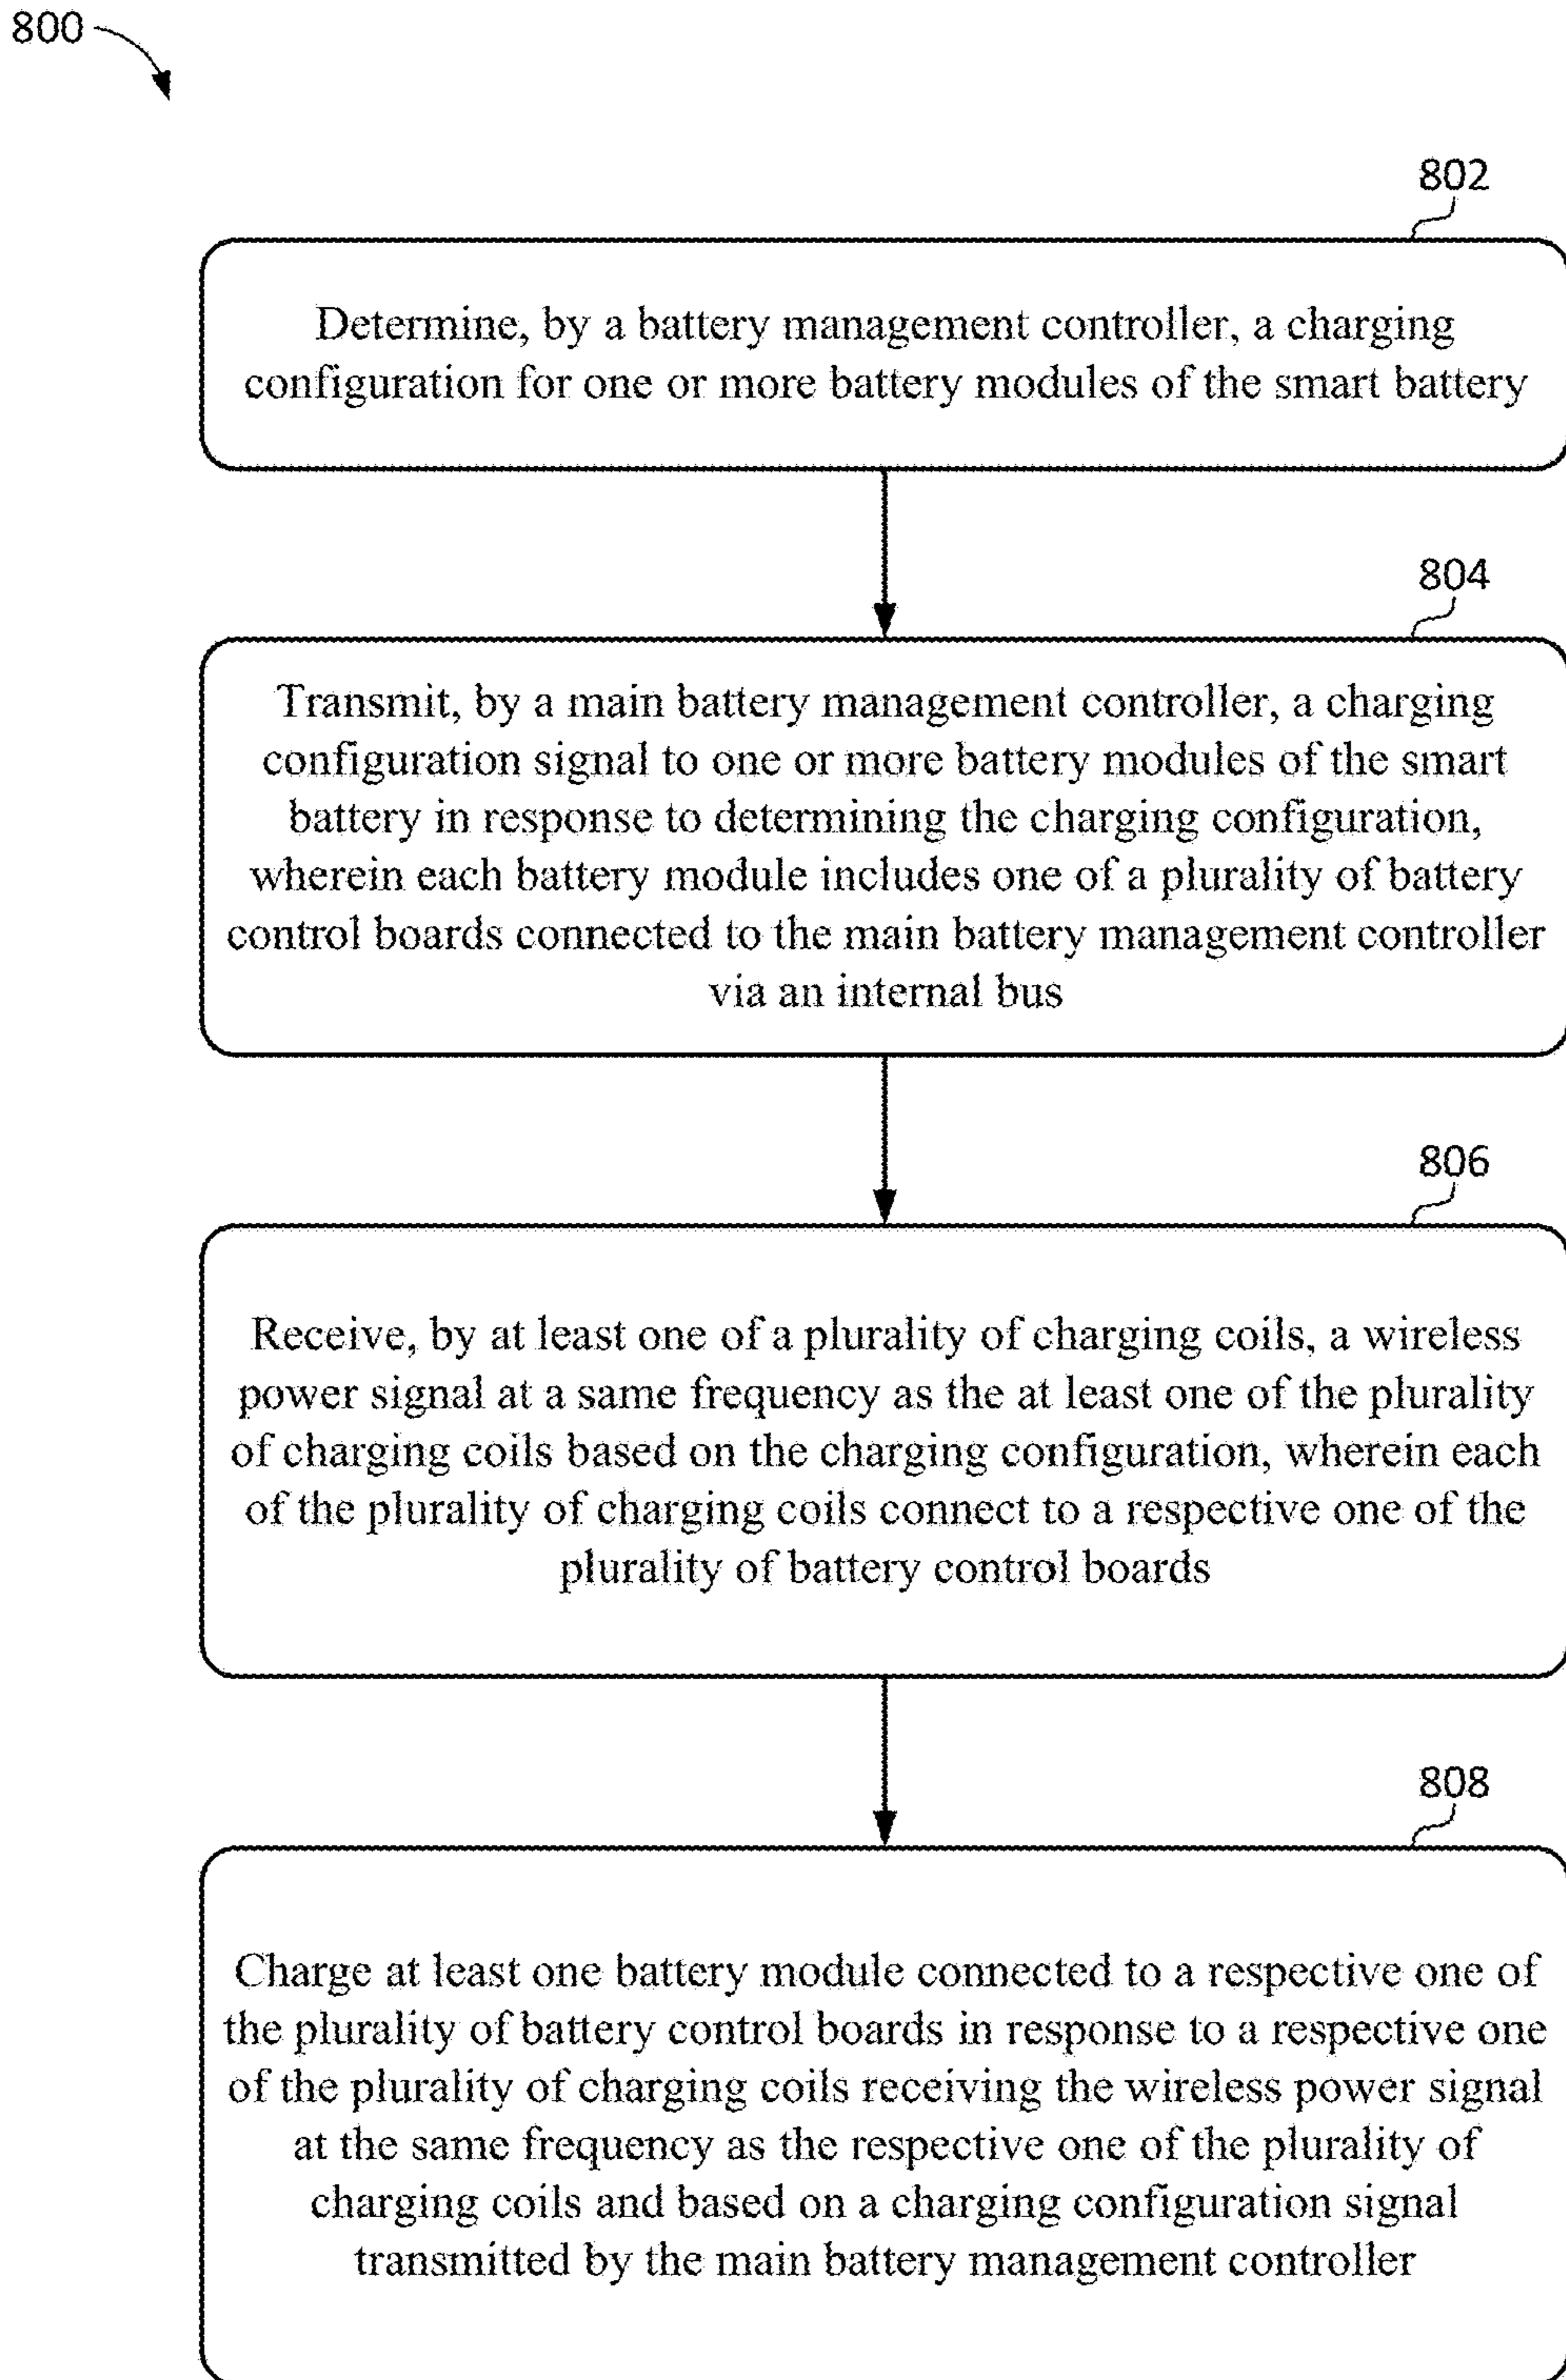 800
802
Determine, by a battery management controller, a charging
configuration for one or more battery modules of the smart battery
804
Transmit, by a main battery management controller, a charging
configuration signal to one or more battery modules of the smart
battery in response to determining the charging configuration,
wherein each battery module includes one of a plurality of battery
control boards connected to the main battery management controller
via an internal bus
806
Receive, by at least one of a plurality of charging coils, a wireless
power signal at a same frequency as the at least one of the plurality
of charging coils based on the charging configuration, wherein each
of the plurality of charging coils connect to a respective one of the
plurality of battery control boards
808
Charge at least one battery module connected to a respective one of
the plurality of battery control boards in response to a respective one
of the plurality of charging coils receiving the wireless power signal
at the same frequency as the respective one of the plurality of
charging coils and based on a charging configuration signal
transmitted by the main battery management controller